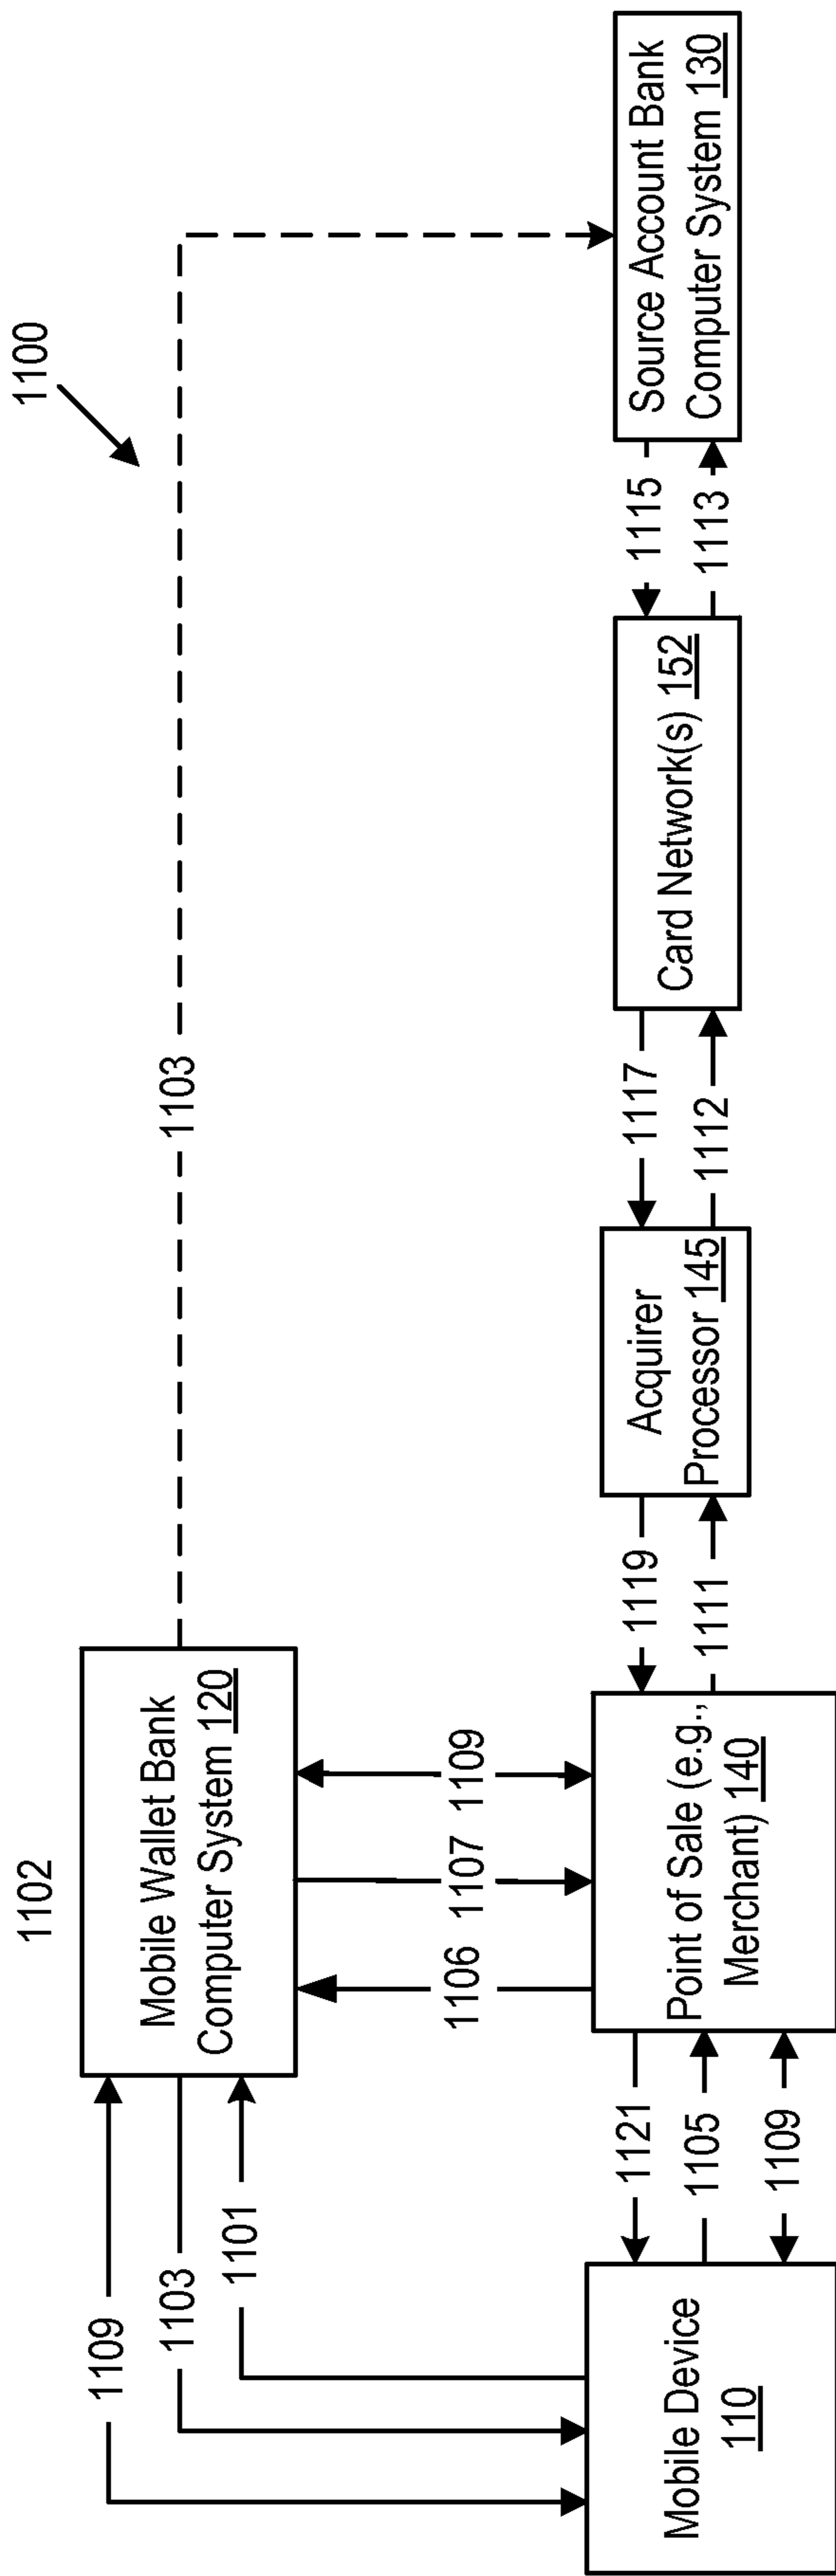 1100
1102
1109
1103
1101
Mobile Wallet Bank
Computer System 120
1103
1106
1107
1109
Mobile Device
110
1121
1105
1109
Point of Sale (e.g.,
Merchant) 140
1119
1111
Acquirer
Processor 145
1117
1112
Card Network(s) 152
1115
1113
Source Account Bank
Computer System 130